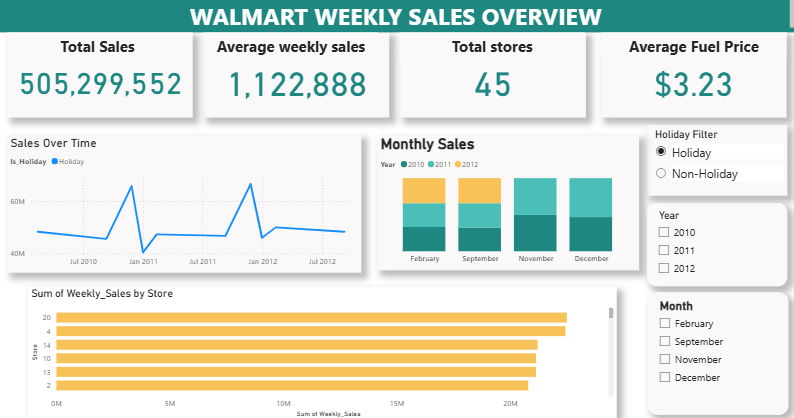 WALMART WEEKLY SALES OVERVIEW
Total Sales
505,299,552
Average weekly sales
1,122,888
Total stores
45
Average Fuel Price
$3.23
Sales Over Time
Is_Holiday Holiday
60M
40M
Jul 2010 Jan 2011 Jul 2011 Jan 2012 Jul 2012
Monthly Sales
Year 2010 2011 2012
February September November December
Holiday Filter
Holiday
Non-Holiday
Year
2010
2011
2012
Sum of Weekly_Sales by Store
Store
20
4
14
10
13
2
0M 5M 10M 15M 20M
Sum of Weekly_Sales
Month
February
September
November
December